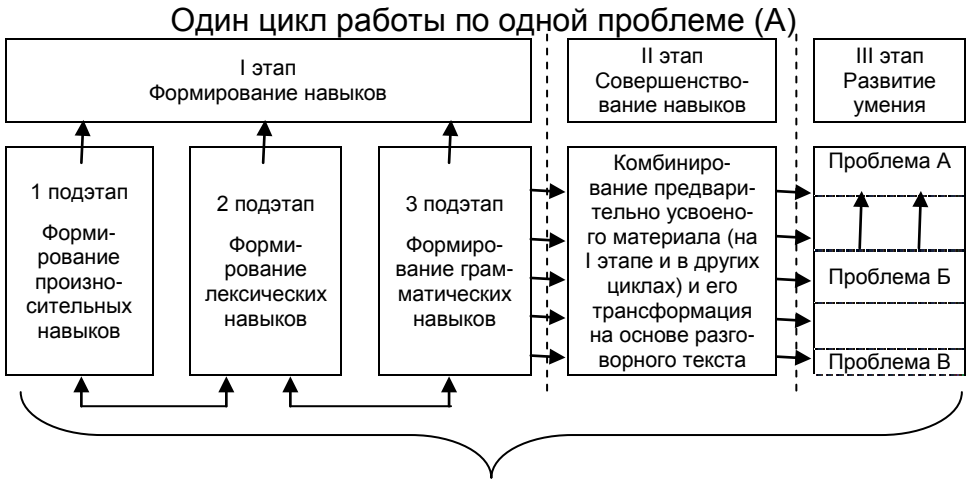 Один цикл работы по одной проблеме (А)
I этап
Формирование навыков
II этап
Совершенство-
вание навыков
III этап
Развитие
умения
1 подэтап
Форми-
рование
произно-
сительных
навыков
2 подэтап
Форми-
рование
лексических
навыков
3 подэтап
Формиро-
вание грам-
матических
навыков
Комбиниро-
вание предвари-
тельно усвоено-
го материала (на
I этапе и в других
циклах) и его
трансформация
на основе разго-
ворного текста
Проблема А
Проблема Б
Проблема В